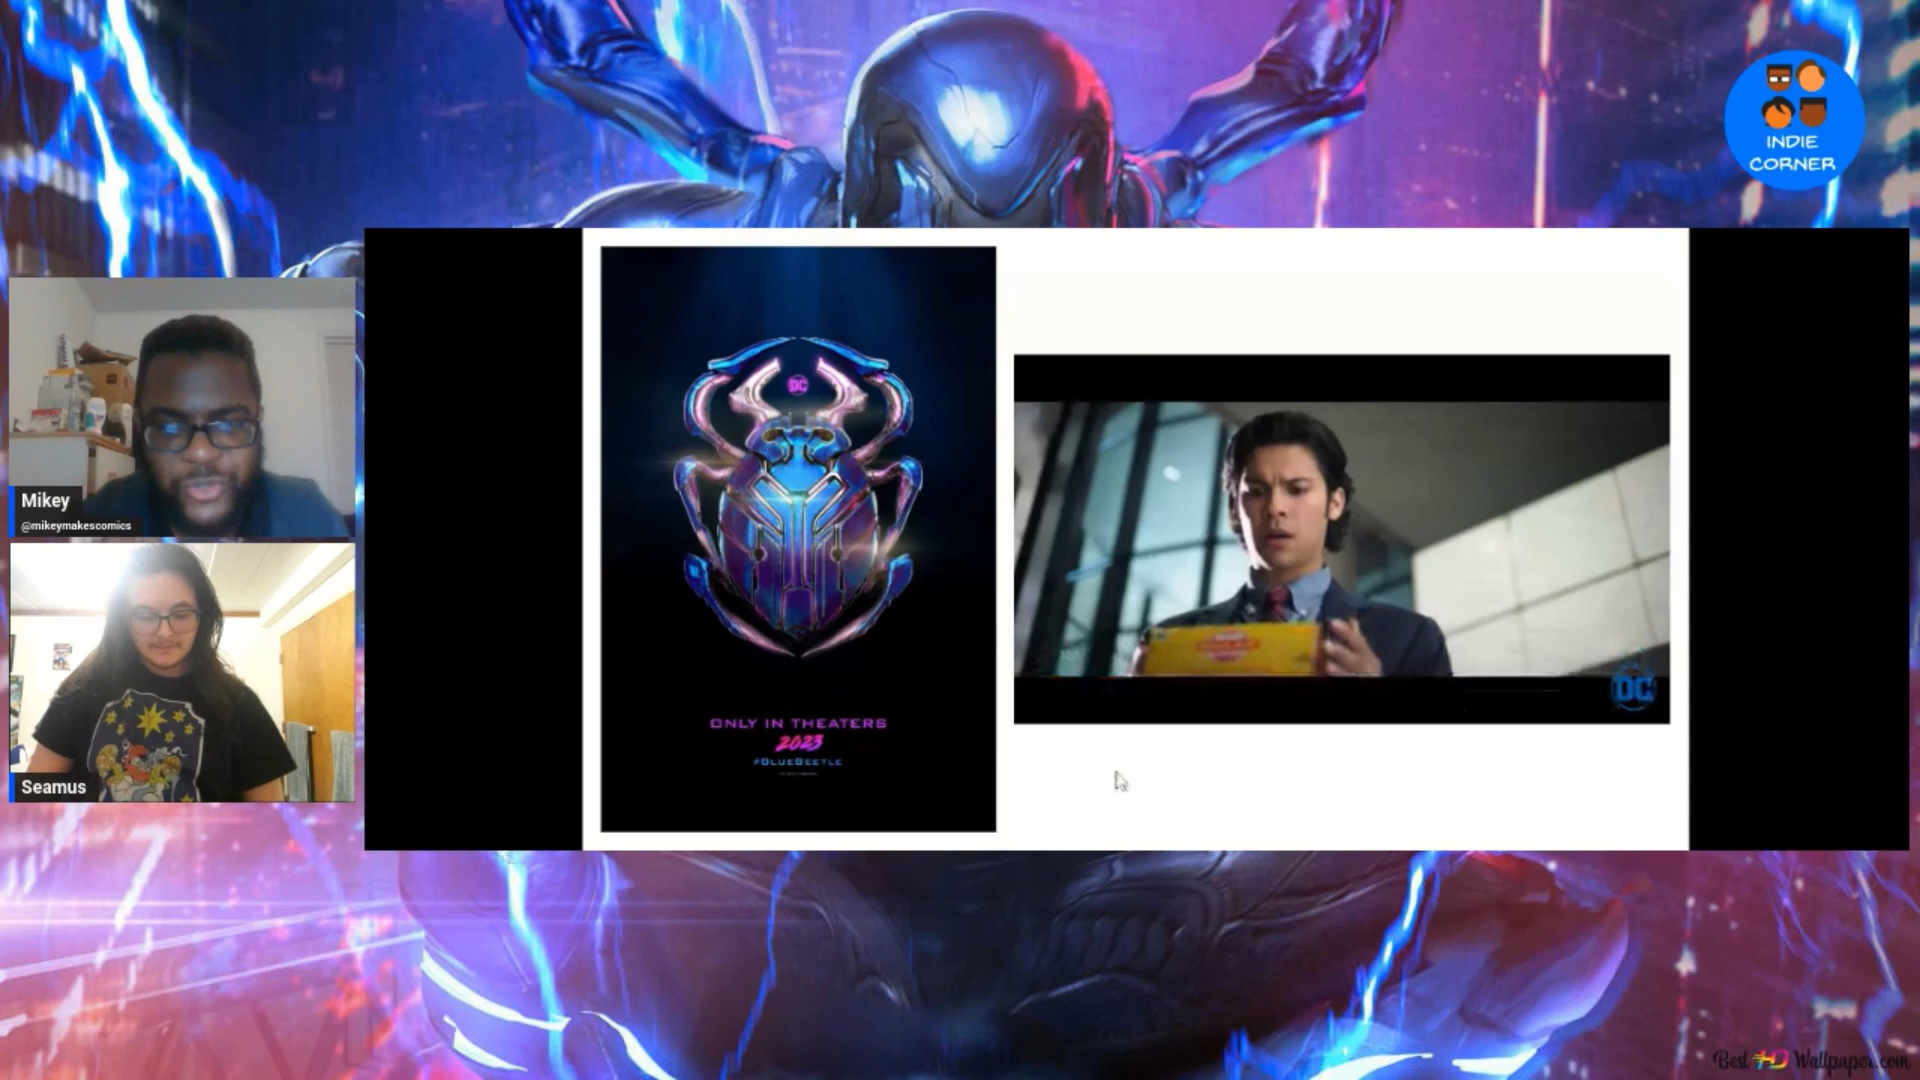 INDIE
CORNER
DC
Mikey
@mikeymakescomics
DC
ONLY IN THEATERS
2023
#BLUEBEETLE
Seamus
Best HD Wallpaper.com